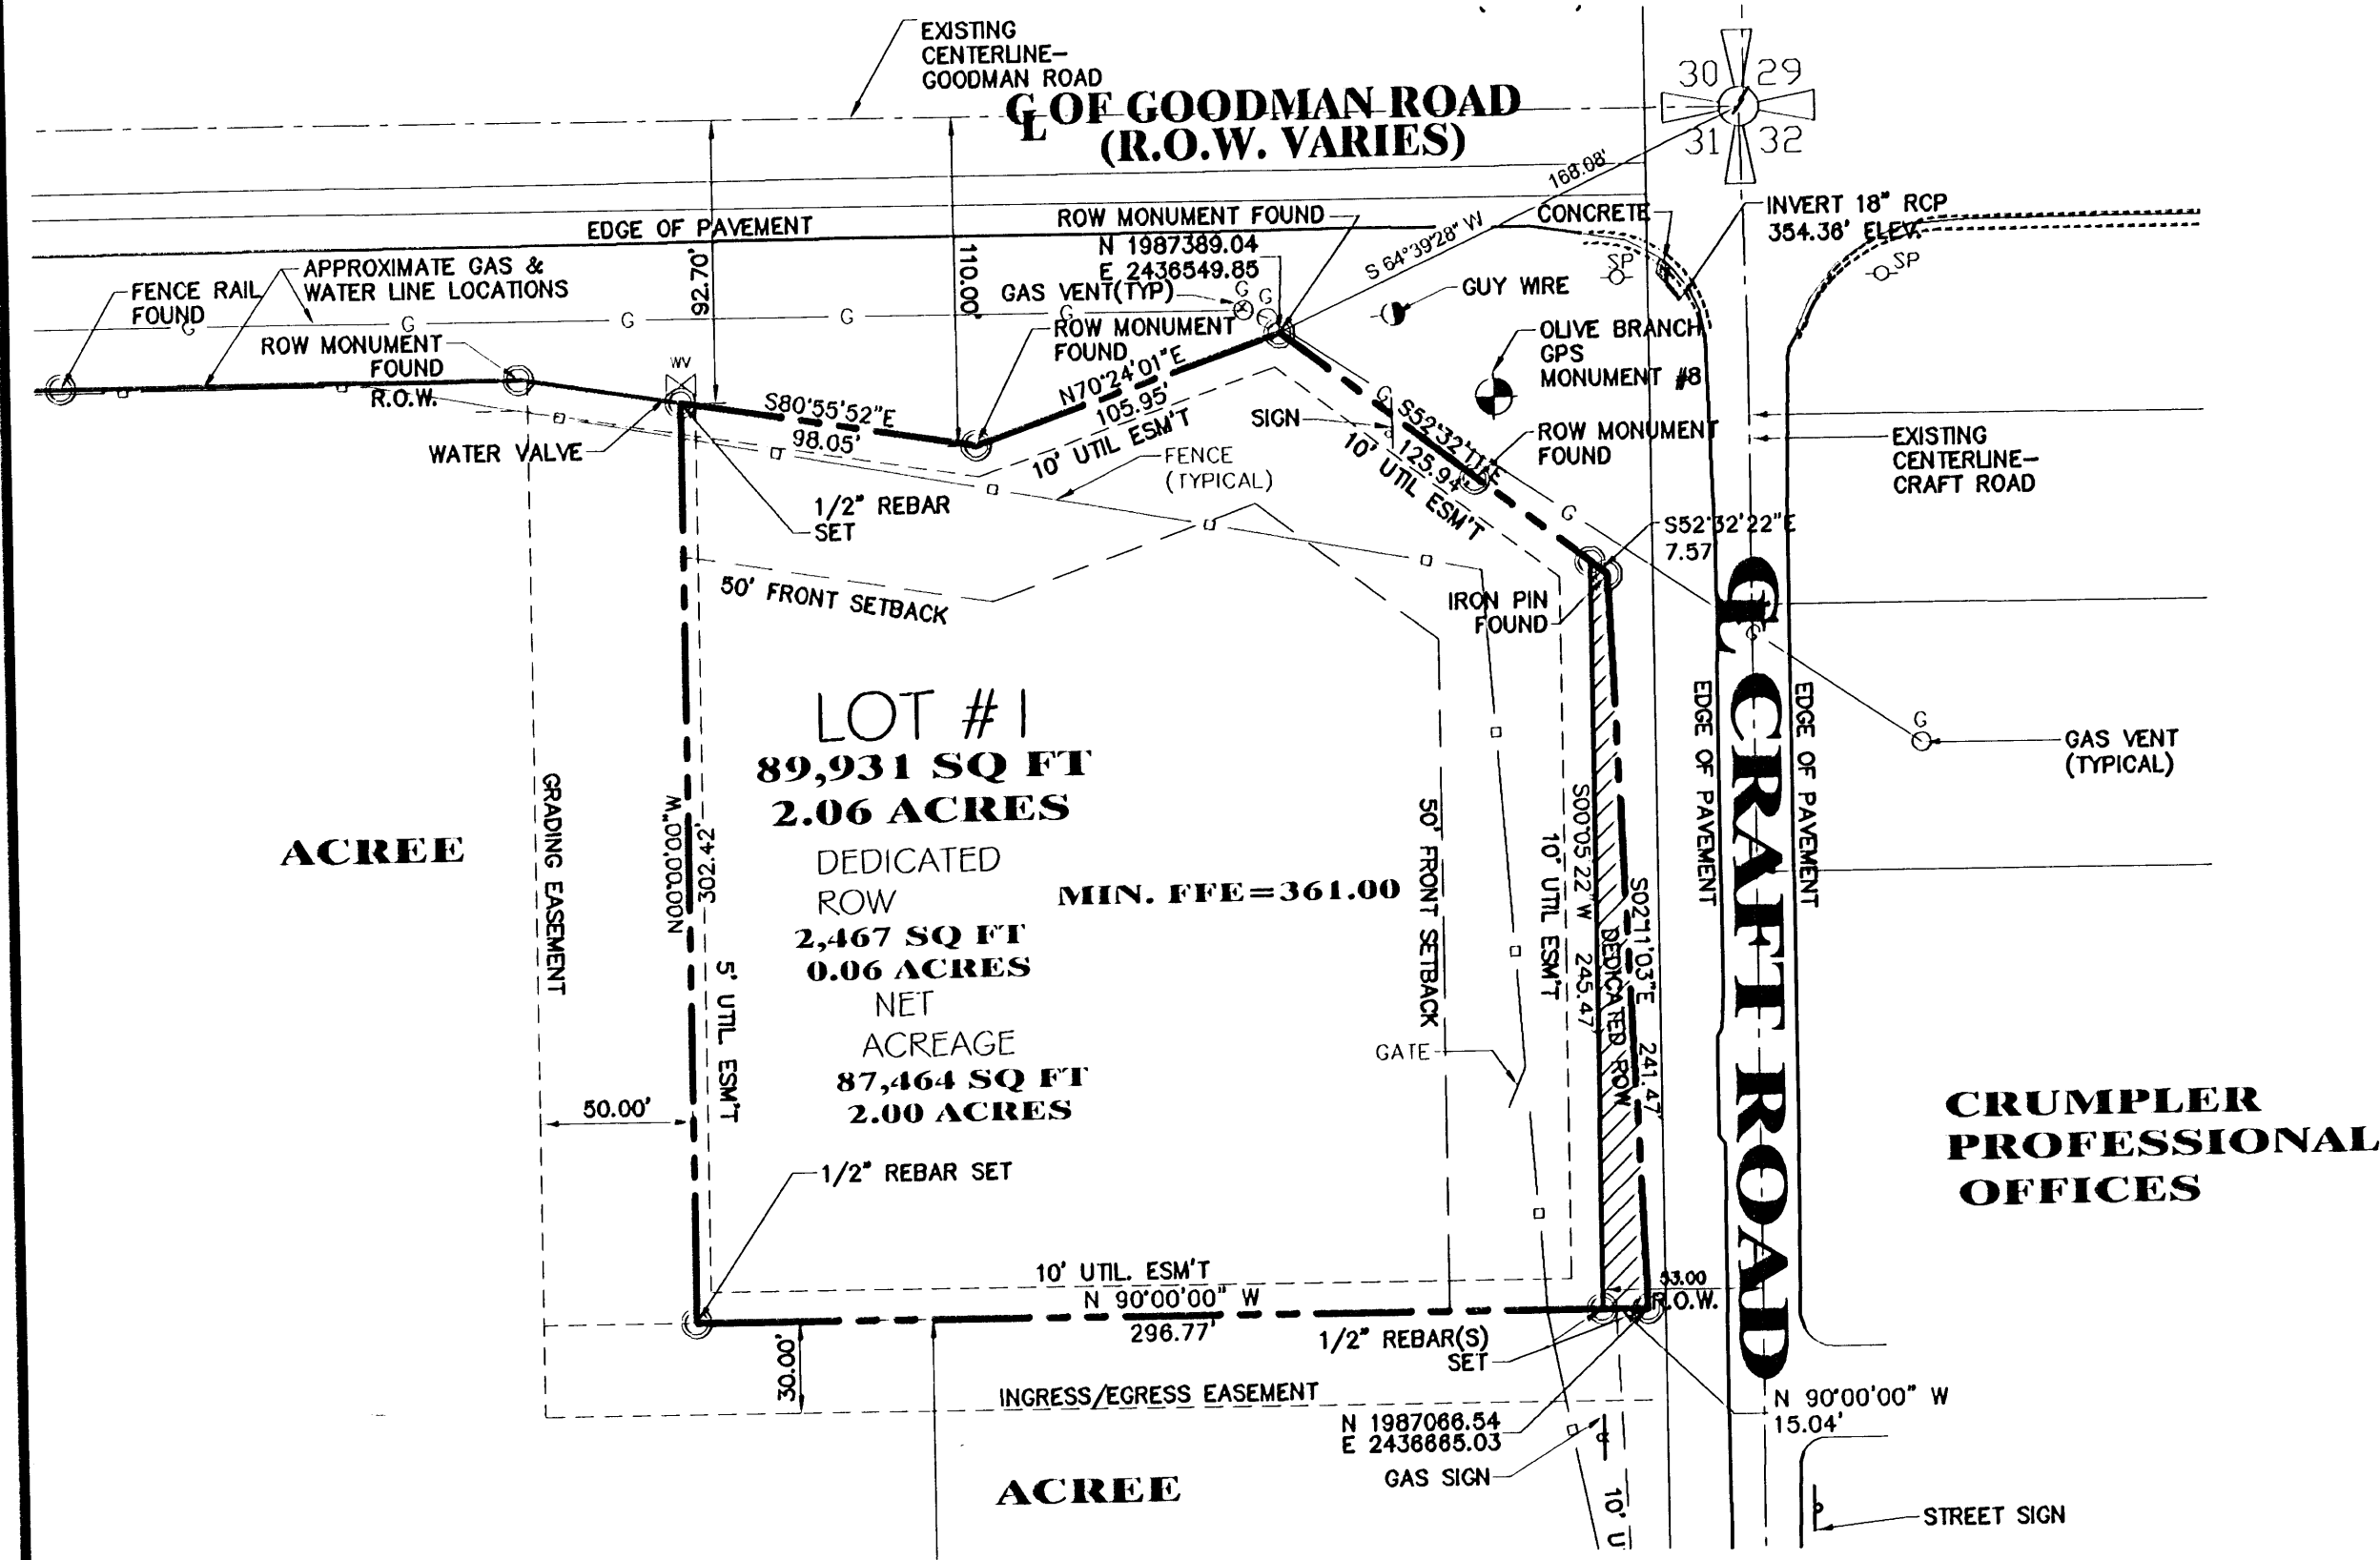 EXISTING
CENTERLINE-
GOODMAN ROAD
CL OF GOODMAN ROAD
(R.O.W. VARIES)
30 29
31 32
168.08'
S 64°39'28" W
EDGE OF PAVEMENT
ROW MONUMENT FOUND
N 1987389.04
E 2436549.85
GAS VENT(TYP)
G
G
CONCRETE
INVERT 18" RCP
354.36' ELEV.
SP
SP
GUY WIRE
92.70'
110.00'
APPROXIMATE GAS &
WATER LINE LOCATIONS
FENCE RAIL
FOUND
G
G
G
G
G
ROW MONUMENT
FOUND
R.O.W.
ROW MONUMENT
FOUND
OLIVE BRANCH
GPS
MONUMENT #8
WV
WATER VALVE
S80°55'52"E
98.05'
N70°24'01"E
105.95'
10' UTIL ESM'T
SIGN
G
125.94'
10' UTIL ESM'T
ROW MONUMENT
FOUND
EXISTING
CENTERLINE-
CRAFT ROAD
FENCE
(TYPICAL)
1/2" REBAR
SET
G
S52°32'22"E
7.57
50' FRONT SETBACK
IRON PIN
FOUND
G
LOT #1
89,931 SQ FT
2.06 ACRES
DEDICATED
ROW
2,467 SQ FT
0.06 ACRES
NET
ACREAGE
87,464 SQ FT
2.00 ACRES
MIN. FFE=361.00
ACREE
GRADING EASEMENT
N00°00'00"W
302.42'
5' UTIL ESM'T
50' FRONT SETBACK
10' UTIL ESM'T
S00°05'22"W 245.47'
DEDICATED ROW
S02°11'03"E 241.47'
EDGE OF PAVEMENT
CL CRAFT ROAD
EDGE OF PAVEMENT
G
GAS VENT
(TYPICAL)
GATE
50.00'
CRUMPLER
PROFESSIONAL
OFFICES
1/2" REBAR SET
10' UTIL. ESM'T
N 90°00'00" W
296.77'
53.00
R.O.W.
1/2" REBAR(S)
SET
30.00'
INGRESS/EGRESS EASEMENT
N 1987066.54
E 2436665.03
N 90°00'00" W
15.04'
GAS SIGN
ACREE
10' U
STREET SIGN